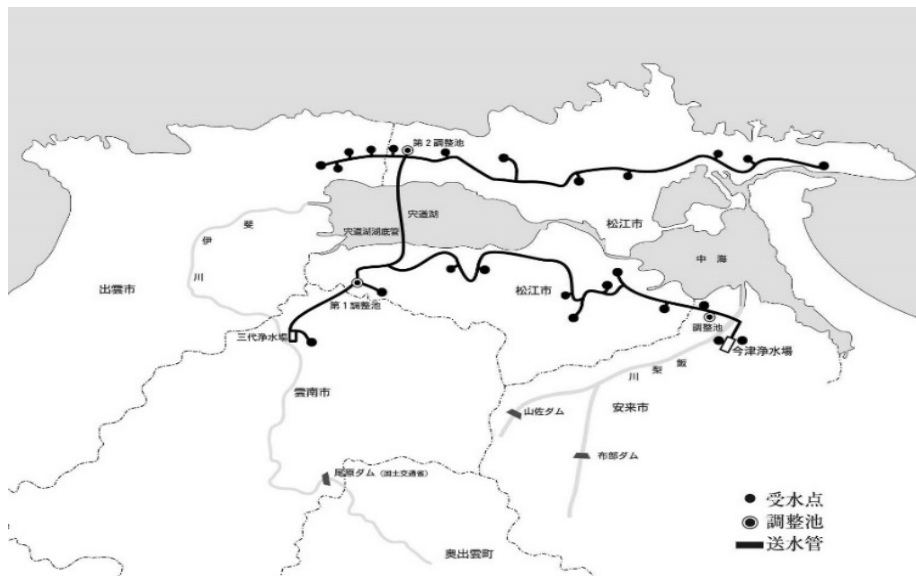 第2調整池
宍道湖
宍道湖湖底管
松江市
中海
斐
伊
川
出雲市
松江市
第1調整池
三代浄水場
調整池
今津浄水場
雲南市
飯
梨
川
安来市
山佐ダム
布部ダム
尾原ダム(国土交通省)
奥出雲町
受水点
調整池
送水管